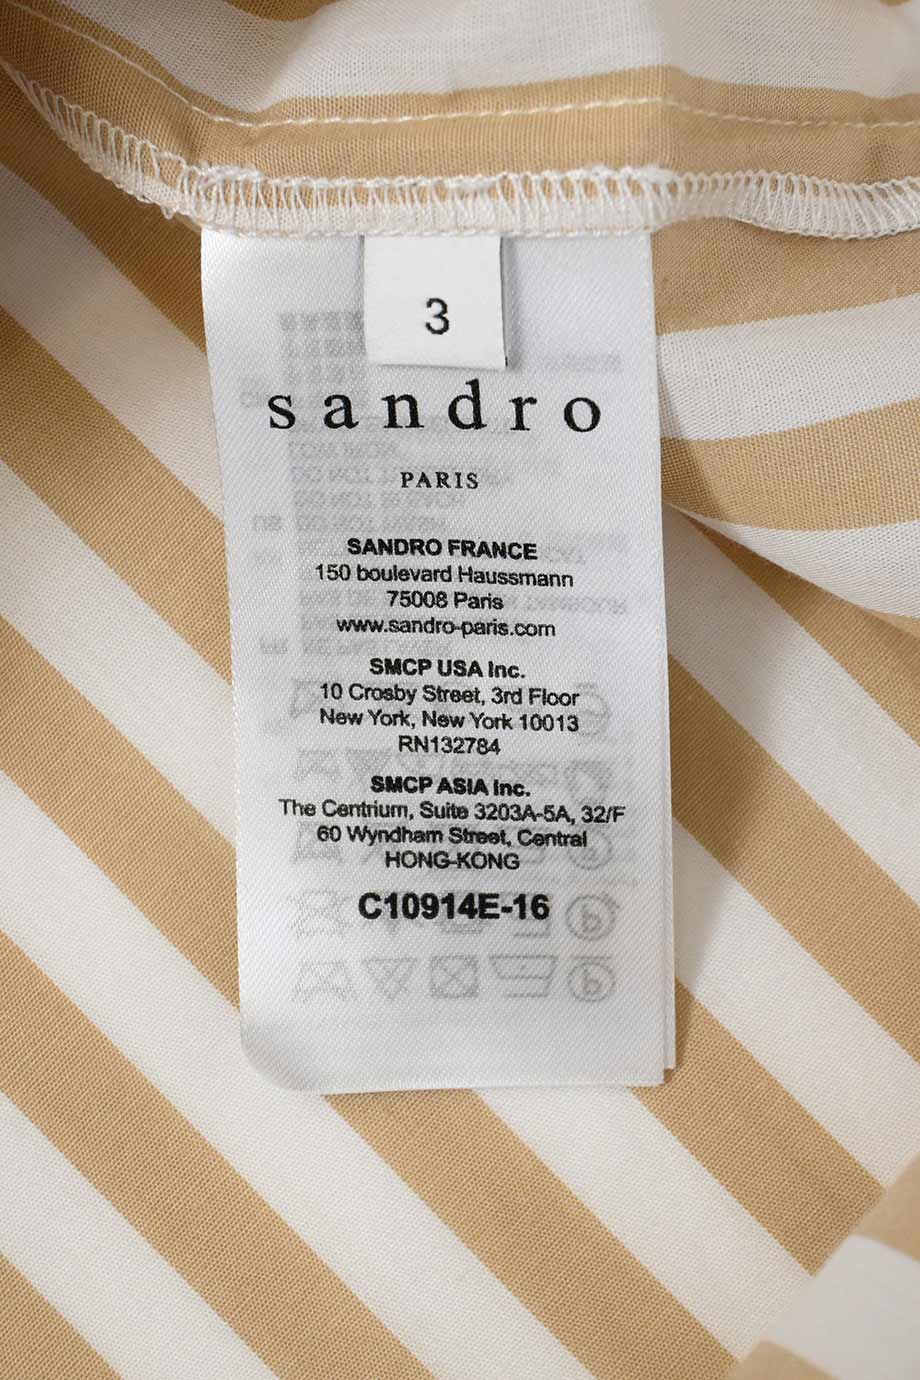 3
sandro
PARIS
SANDRO FRANCE
150 boulevard Haussmann
75008 Paris
www.sandro-paris.com
SMCP USA Inc.
10 Crosby Street, 3rd Floor
New York, New York 10013
RN132784
SMCP ASIA Inc.
The Centrium, Suite 3203A-5A, 32/F
60 Wyndham Street, Central
HONG-KONG
C10914E-16